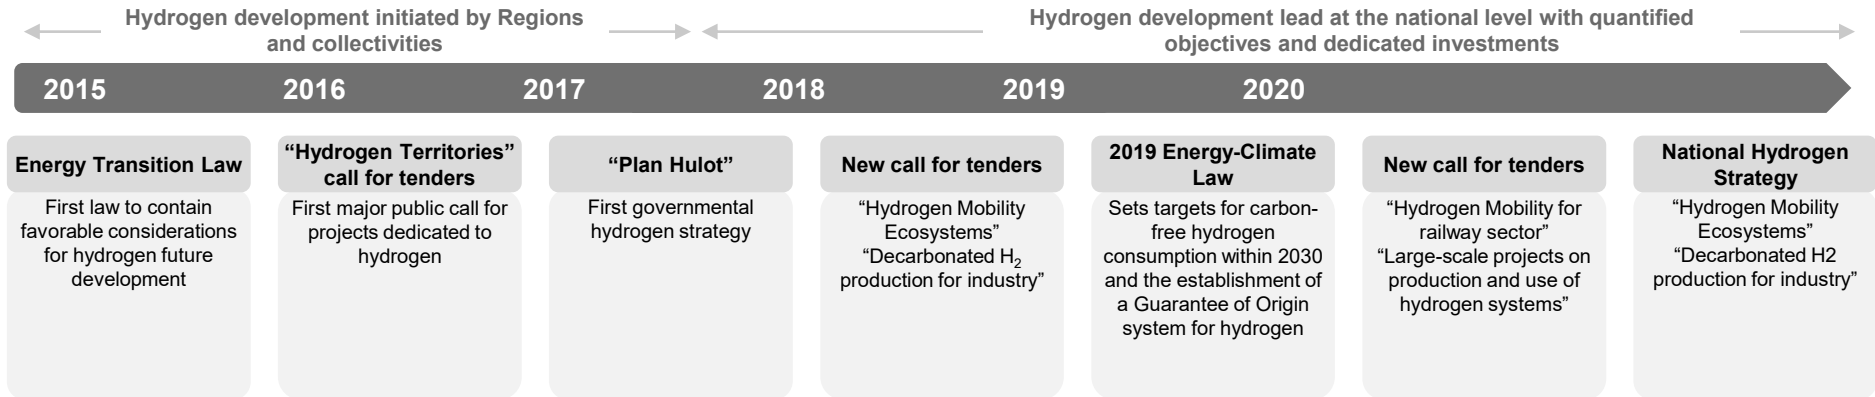 Hydrogen development initiated by Regions
and collectivities
Hydrogen development lead at the national level with quantified
objectives and dedicated investments
2015
2016
2017
2018
2019
2020
Energy Transition Law
First law to contain
favorable considerations
for hydrogen future
development
“Hydrogen Territories”
call for tenders
First major public call for
projects dedicated to
hydrogen
“Plan Hulot”
First governmental
hydrogen strategy
New call for tenders
“Hydrogen Mobility
Ecosystems”
“Decarbonated H₂
production for industry”
2019 Energy-Climate
Law
Sets targets for carbon-
free hydrogen
consumption within 2030
and the establishment of
a Guarantee of Origin
system for hydrogen
New call for tenders
“Hydrogen Mobility for
railway sector”
“Large-scale projects on
production and use of
hydrogen systems”
National Hydrogen
Strategy
“Hydrogen Mobility
Ecosystems”
“Decarbonated H2
production for industry”